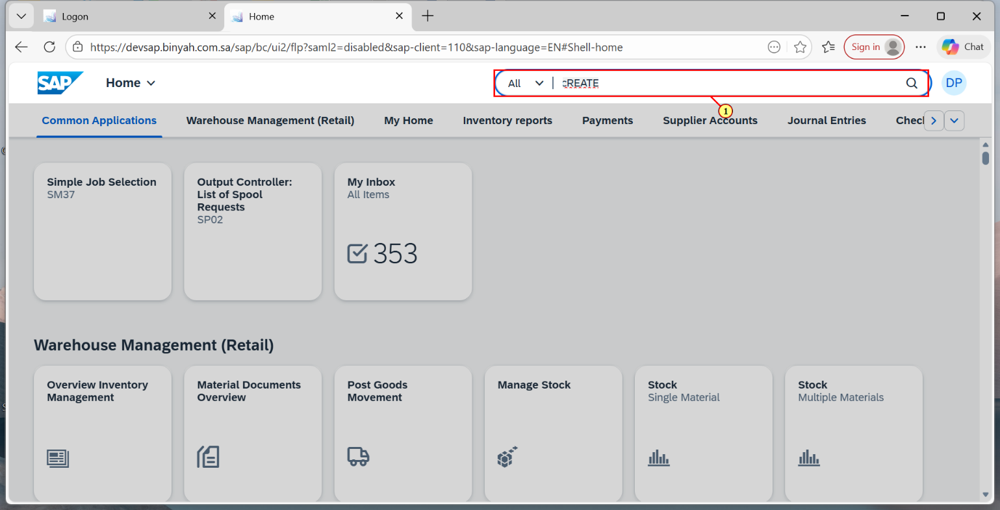 Logon
Home
https://devsap.binyah.com.sa/sap/bc/ui2/flp?saml2=disabled&sap-client=110&sap-language=EN#Shell-home
Sign in
Chat
SAP
Home
All
cREATE
DP
1
Common Applications
Warehouse Management (Retail)
My Home
Inventory reports
Payments
Supplier Accounts
Journal Entries
Simple Job Selection
SM37
Output Controller:
List of Spool
Requests
SP02
My Inbox
All Items
353
Warehouse Management (Retail)
Overview Inventory
Management
Material Documents
Overview
Post Goods
Movement
Manage Stock
Stock
Single Material
Stock
Multiple Materials